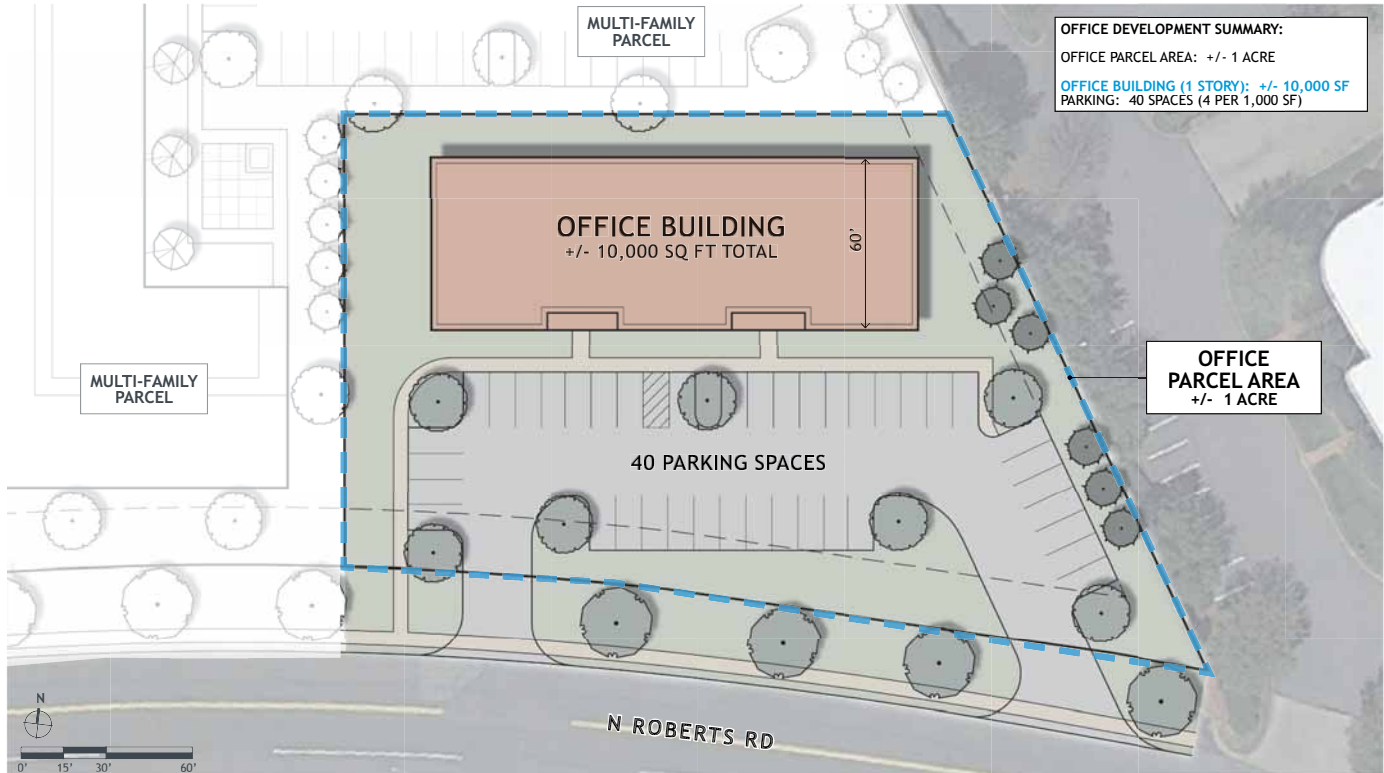 MULTI-FAMILY
PARCEL
OFFICE DEVELOPMENT SUMMARY:
OFFICE PARCEL AREA: +/- 1 ACRE
OFFICE BUILDING (1 STORY): +/- 10,000 SF
PARKING: 40 SPACES (4 PER 1,000 SF)
OFFICE BUILDING
+/- 10,000 SQ FT TOTAL
60'
MULTI-FAMILY
PARCEL
OFFICE
PARCEL AREA
+/- 1 ACRE
40 PARKING SPACES
N ROBERTS RD
N
0' 15' 30' 60'